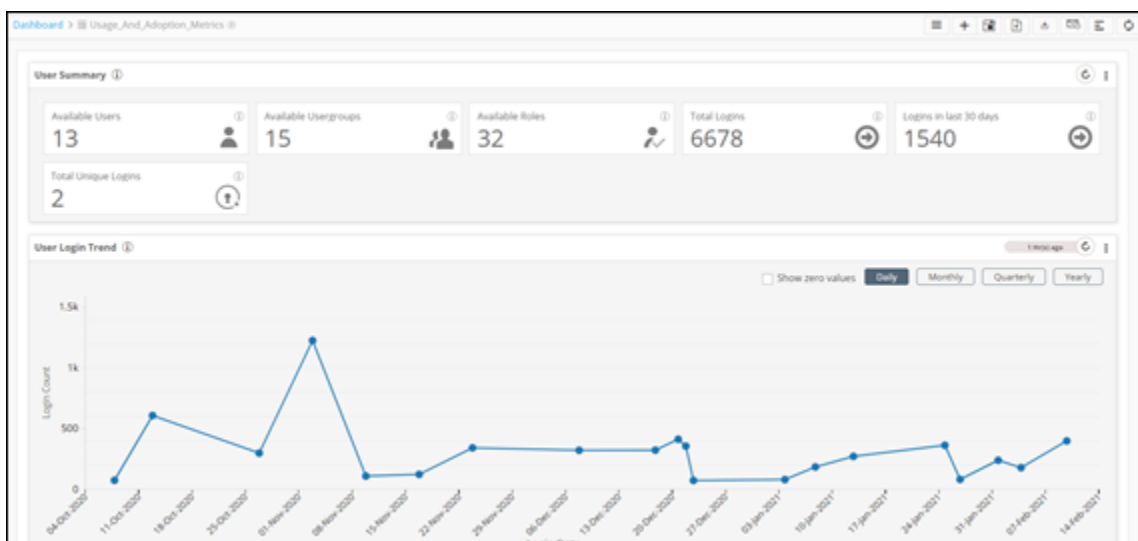 Dashboard > Usage_And_Adoption_Metrics
User Summary
Available Users
13
Available Usergroups
15
Available Roles
32
Total Logins
6678
Logins in last 30 days
1540
Total Unique Logins
2
User Login Trend
1 Hr(s) ago
Show zero values
Daily
Monthly
Quarterly
Yearly
1.5k
1k
500
0
Login Count
04-Oct-2020
11-Oct-2020
18-Oct-2020
25-Oct-2020
01-Nov-2020
08-Nov-2020
15-Nov-2020
22-Nov-2020
29-Nov-2020
06-Dec-2020
13-Dec-2020
20-Dec-2020
27-Dec-2020
03-Jan-2021
10-Jan-2021
17-Jan-2021
24-Jan-2021
31-Jan-2021
07-Feb-2021
14-Feb-2021